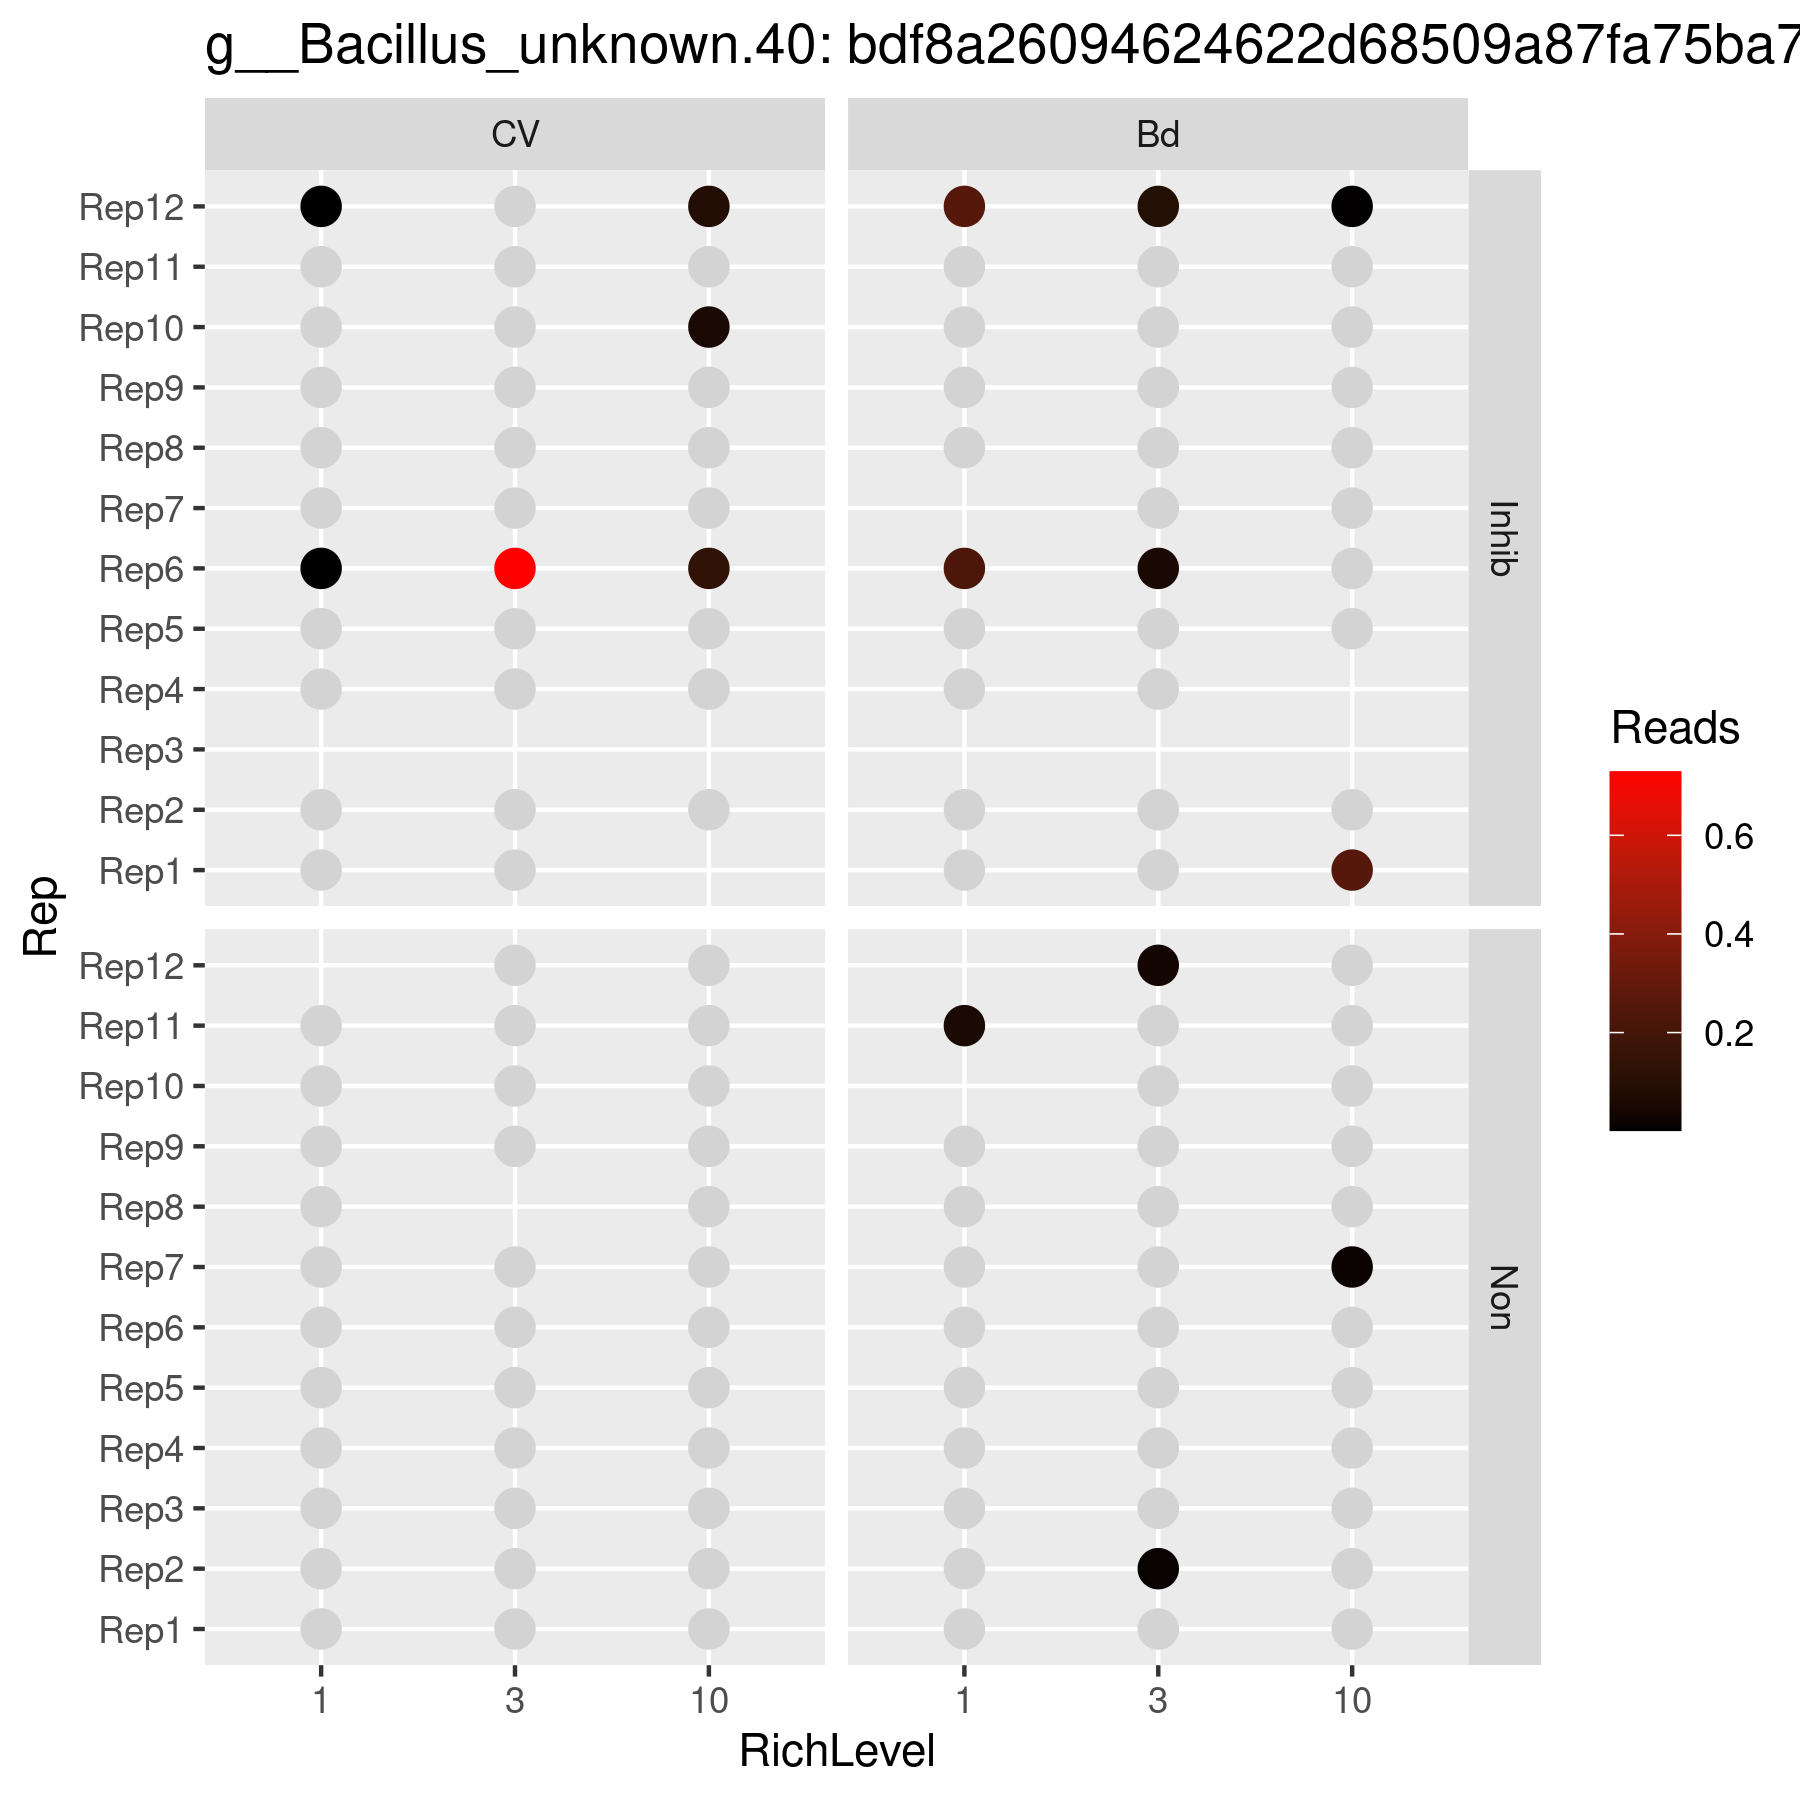 g__Bacillus_unknown.40: bdf8a26094624622d68509a87fa75ba7
CV
Bd
Rep12
Rep11
Rep10
Rep9
Rep8
Rep7
Rep6
Rep5
Rep4
Rep3
Rep2
Rep1
Inhib
Rep12
Rep11
Rep10
Rep9
Rep8
Rep7
Rep6
Rep5
Rep4
Rep3
Rep2
Rep1
Non
Rep
1
3
10
1
3
10
RichLevel
Reads
0.6
0.4
0.2